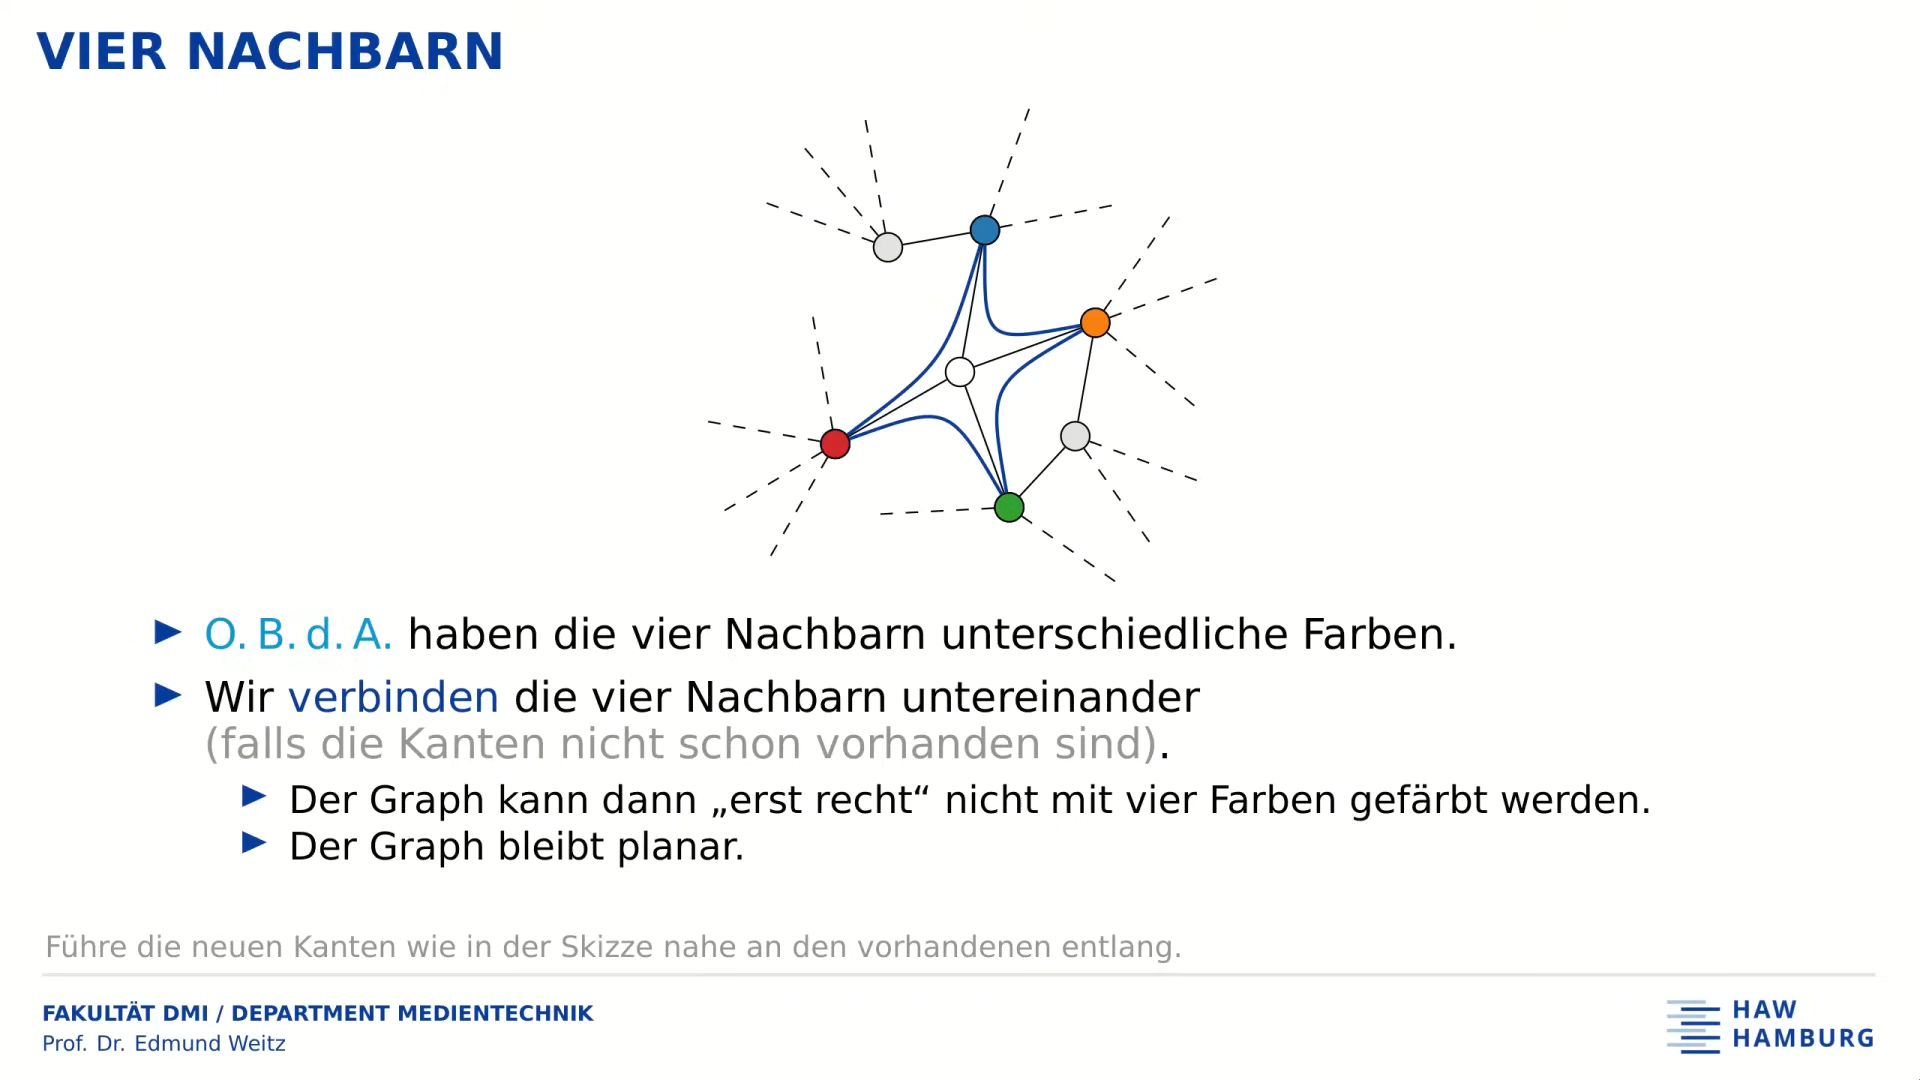 VIER NACHBARN
O. B. d. A. haben die vier Nachbarn unterschiedliche Farben.
Wir verbinden die vier Nachbarn untereinander
(falls die Kanten nicht schon vorhanden sind).
Der Graph kann dann „erst recht“ nicht mit vier Farben gefärbt werden.
Der Graph bleibt planar.
Führe die neuen Kanten wie in der Skizze nahe an den vorhandenen entlang.
FAKULTÄT DMI / DEPARTMENT MEDIENTECHNIK
Prof. Dr. Edmund Weitz
HAW
HAMBURG